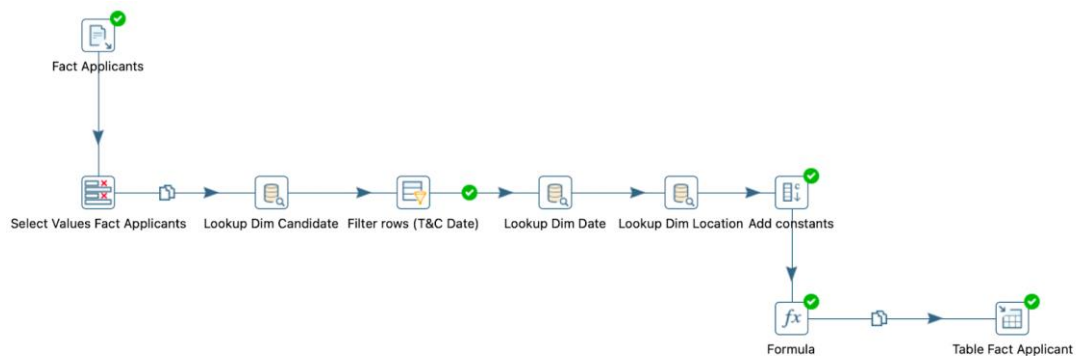 Fact Applicants
Select Values Fact Applicants
Lookup Dim Candidate
Filter rows (T&C Date)
Lookup Dim Date
Lookup Dim Location
Add constants
c
fx
Formula
Table Fact Applicant